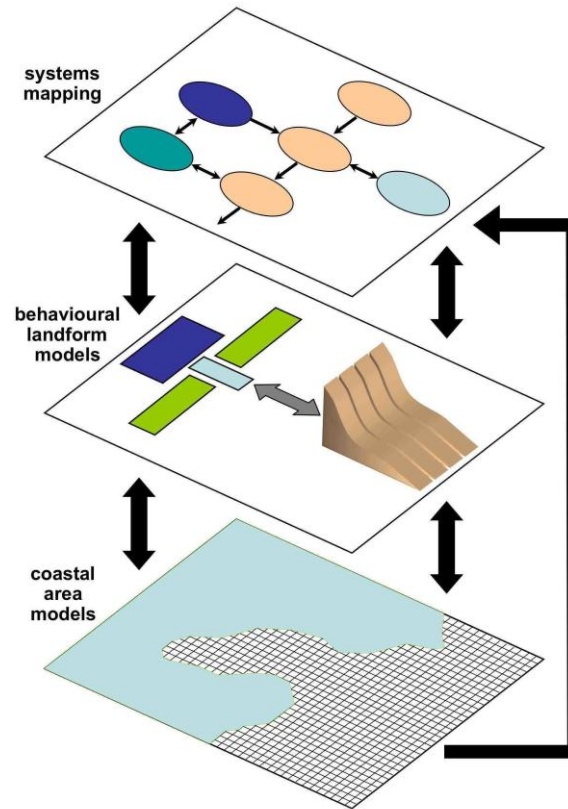 systems
mapping
behavioural
landform
models
coastal
area
models